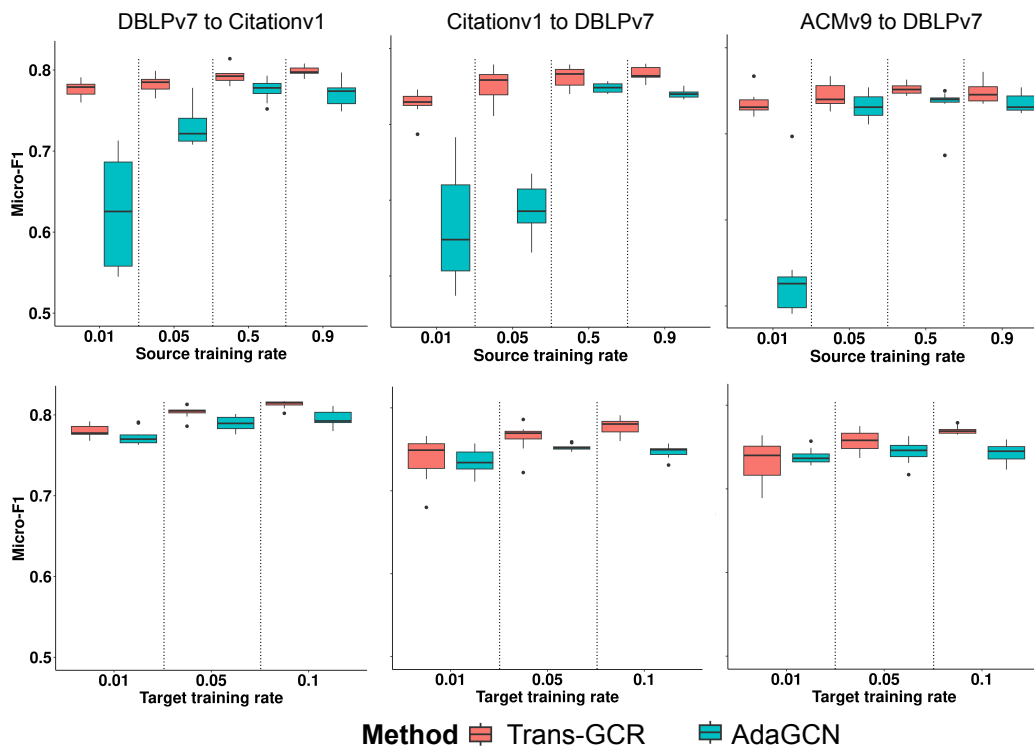 DBLPv7 to Citationv1
Citationv1 to DBLPv7
ACMv9 to DBLPv7
Micro-F1
0.8
0.7
0.6
0.5
0.01 0.05 0.5 0.9
Source training rate
0.01 0.05 0.5 0.9
Source training rate
0.01 0.05 0.5 0.9
Source training rate
Micro-F1
0.8
0.7
0.6
0.5
0.01 0.05 0.1
Target training rate
0.01 0.05 0.1
Target training rate
0.01 0.05 0.1
Target training rate
Method Trans-GCR AdaGCN